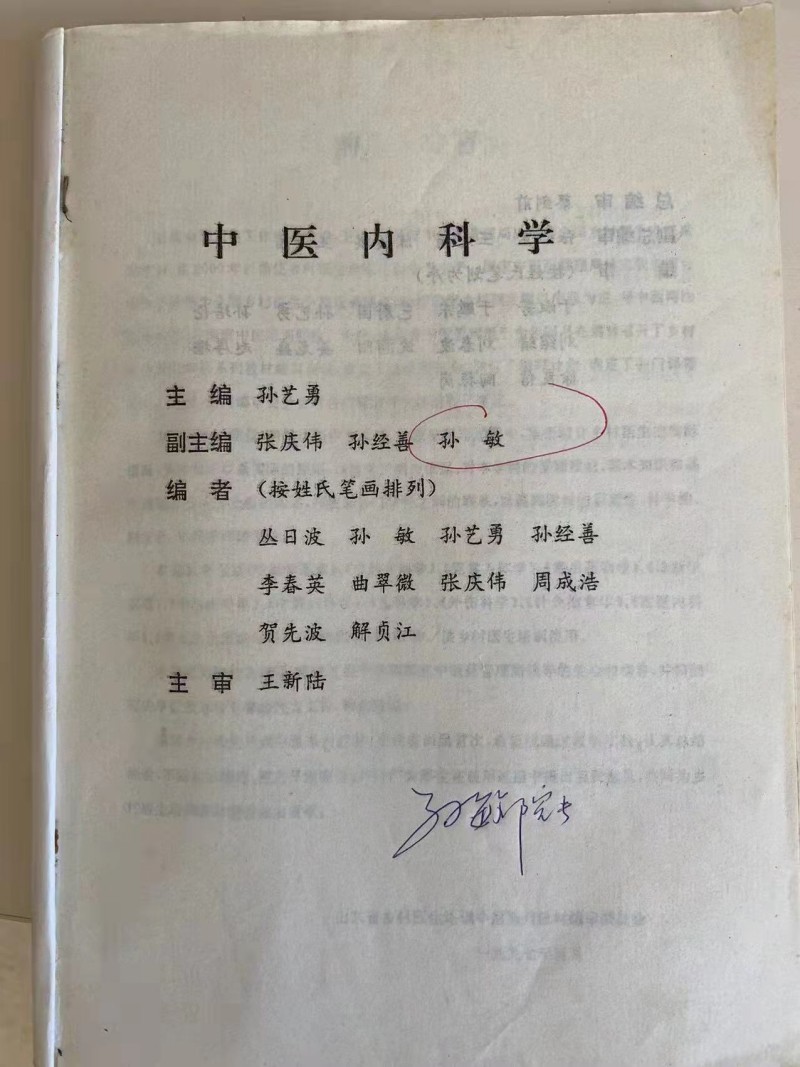 中医内科学
主 编 孙艺勇
副主编 张庆伟 孙经善 孙 敏
编 者 (按姓氏笔画排列)
丛日波 孙 敏 孙艺勇 孙经善
李春英 曲翠微 张庆伟 周成浩
贺先波 解贞江
主 审 王新陆